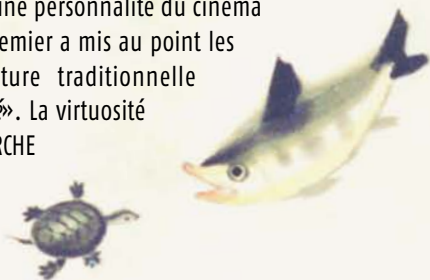 une personnalité du cinéma
emier a mis au point les
ture traditionnelle
». La virtuosité
RCHE